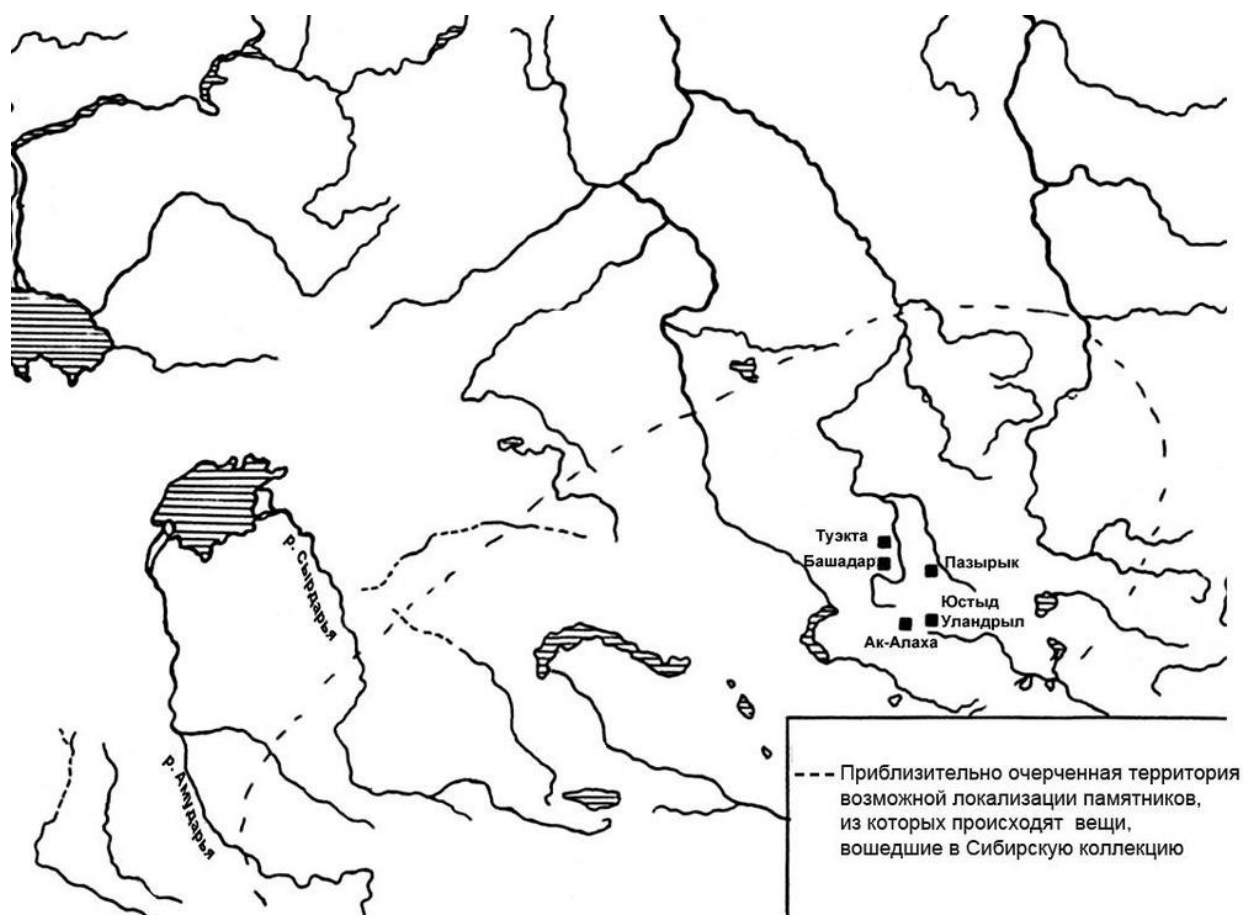 Туэкта
Башадар
Пазырык
Юстыд
Уландрыл
Ак-Алаха
р. Сырдарья
р. Амударья
--- Приблизительно очерченная территория
возможной локализации памятников,
из которых происходят вещи,
вошедшие в Сибирскую коллекцию